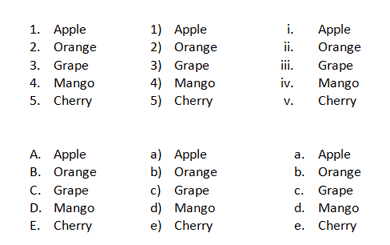 1. Apple
2. Orange
3. Grape
4. Mango
5. Cherry
1) Apple
2) Orange
3) Grape
4) Mango
5) Cherry
i. Apple
ii. Orange
iii. Grape
iv. Mango
v. Cherry
A. Apple
B. Orange
C. Grape
D. Mango
E. Cherry
a) Apple
b) Orange
c) Grape
d) Mango
e) Cherry
a. Apple
b. Orange
c. Grape
d. Mango
e. Cherry